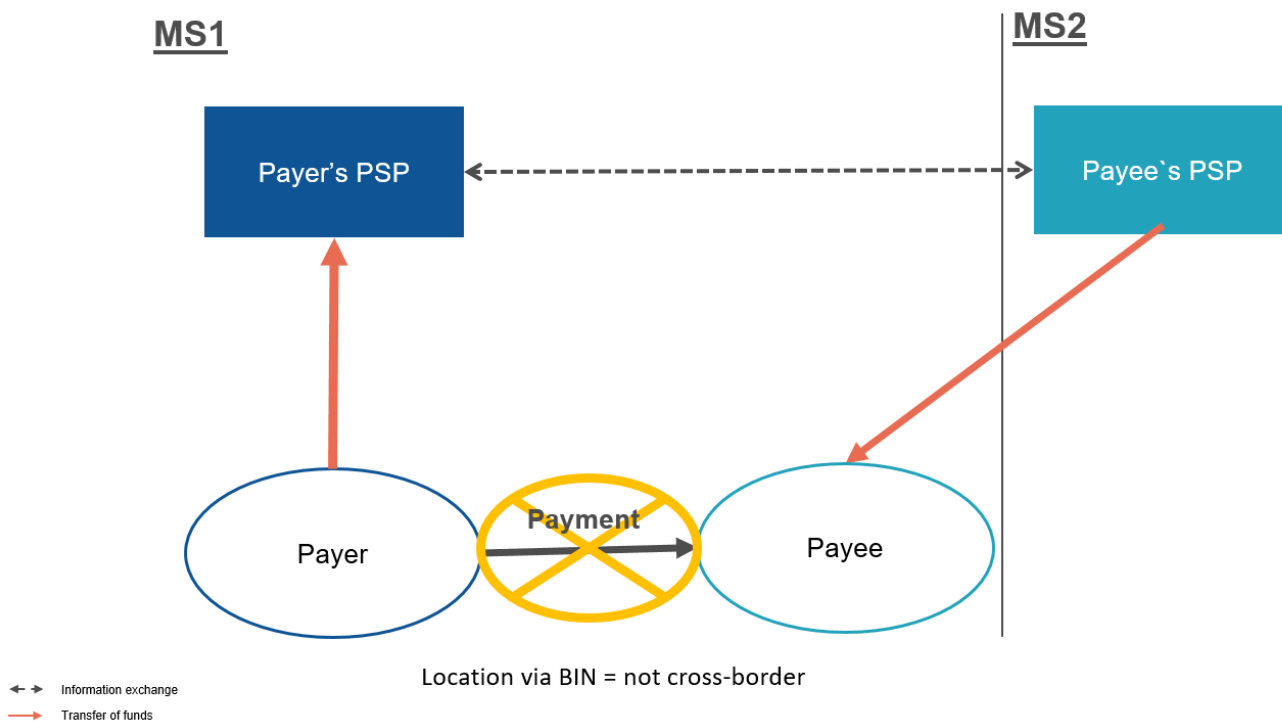 MS1
MS2
Payer's PSP
Payee`s PSP
Payment
Payer
Payee
Location via BIN = not cross-border
Information exchange
Transfer of funds